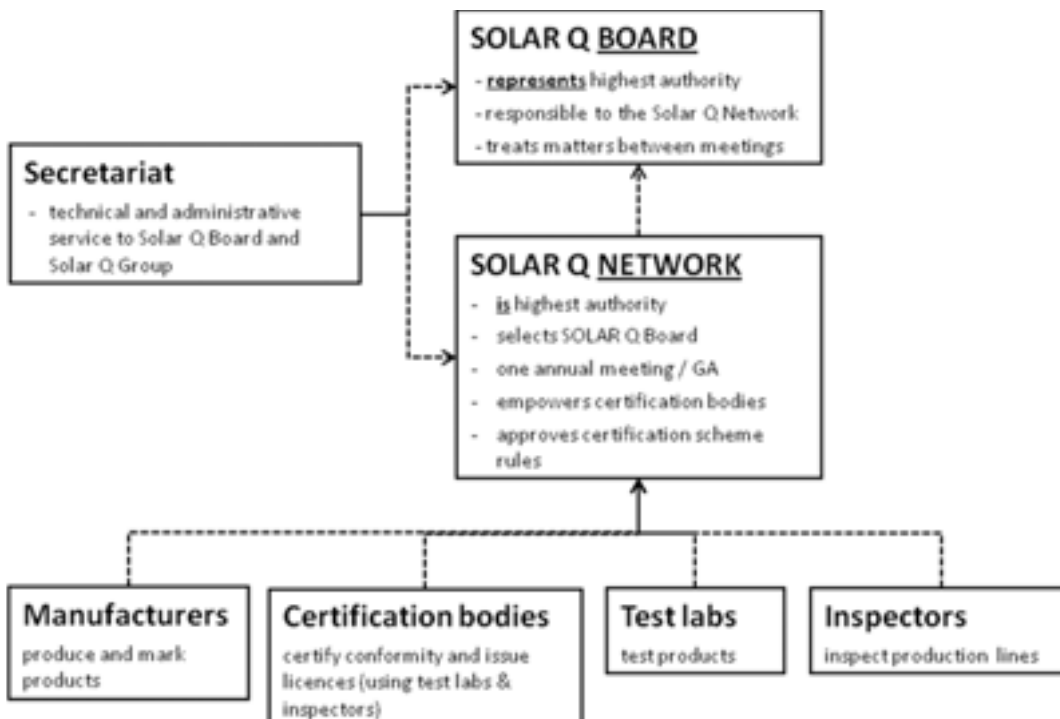 SOLAR Q BOARD
- represents highest authority
- responsible to the Solar Q Network
- treats matters between meetings
Secretariat
- technical and administrative
service to Solar Q Board and
Solar Q Group
SOLAR Q NETWORK
- is highest authority
- selects SOLAR Q Board
- one annual meeting / GA
- empowers certification bodies
- approves certification scheme
rules
Manufacturers
produce and mark
products
Certification bodies
certify conformity and issue
licences (using test labs &
inspectors)
Test labs
test products
Inspectors
inspect production lines